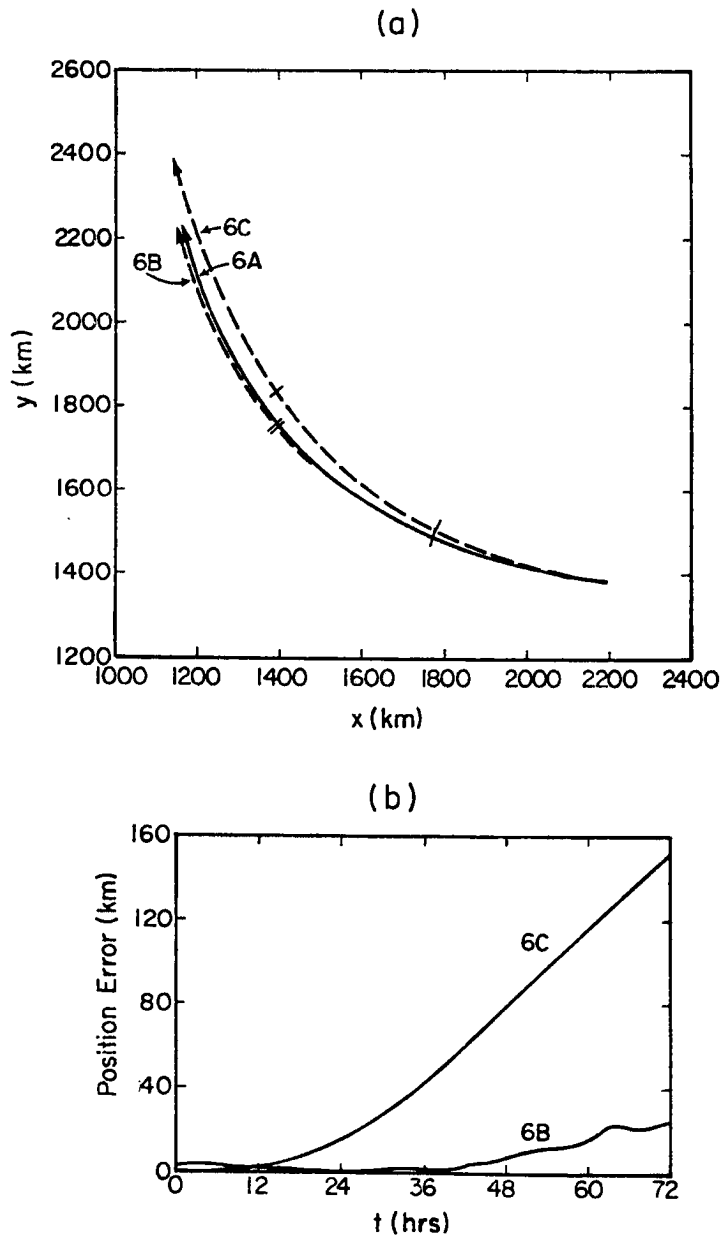 (a)
2600
2400
2200
2000
1800
1600
1400
1200
y (km)
6C
6A
6B
1000 1200 1400 1600 1800 2000 2200 2400
x (km)
(b)
160
120
80
40
0
Position Error (km)
6C
6B
0 12 24 36 48 60 72
t (hrs)